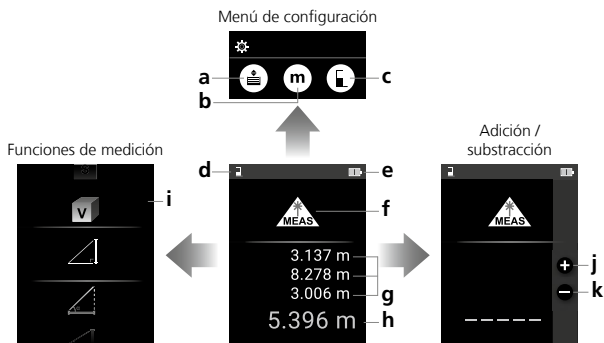 Menú de configuración
a
m
c
b
Adición /
substracción
Funciones de medición
d
e
i
f
V
MEAS
MEAS
3.137 m
8.278 m
3.006 m
g
5.396 m
h
j
k
α
-----